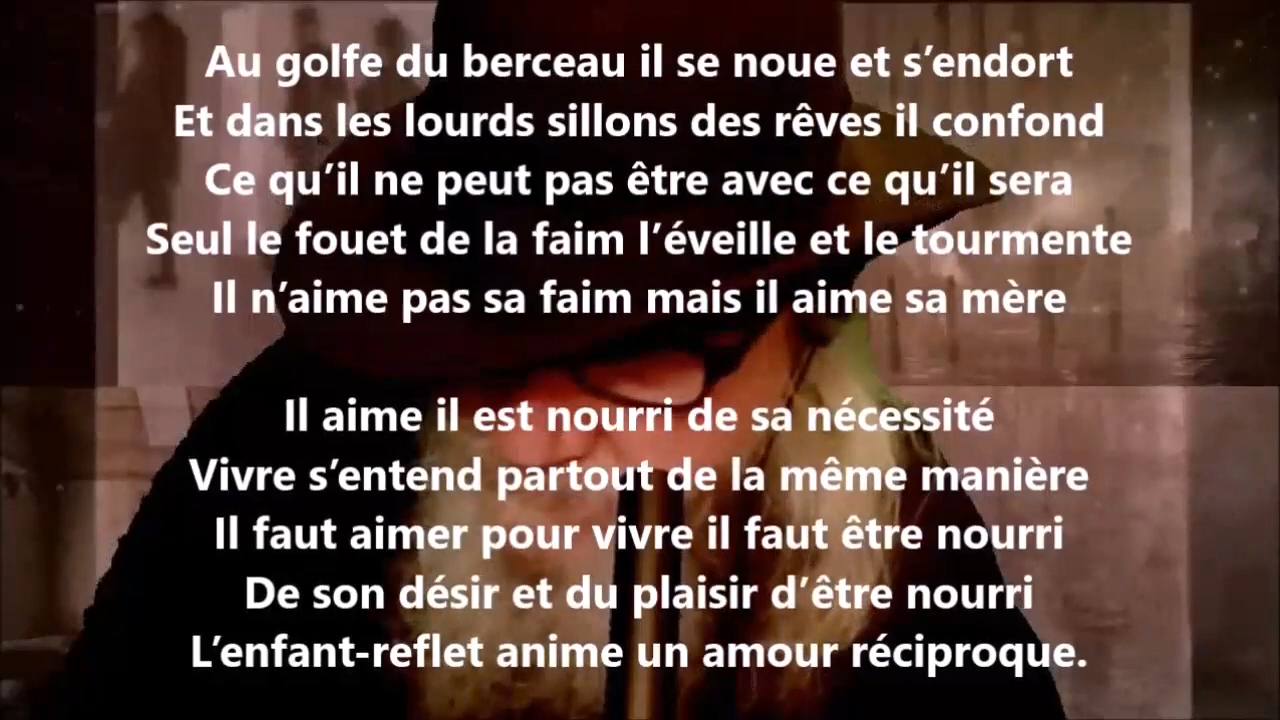 Au golfe du berceau il se noue et s’endort
Et dans les lourds sillons des rêves il confond
Ce qu’il ne peut pas être avec ce qu’il sera
Seul le fouet de la faim l’éveille et le tourmente
Il n’aime pas sa faim mais il aime sa mère
Il aime il est nourri de sa nécessité
Vivre s’entend partout de la même manière
Il faut aimer pour vivre il faut être nourri
De son désir et du plaisir d’être nourri
L’enfant-reflet anime un amour réciproque.